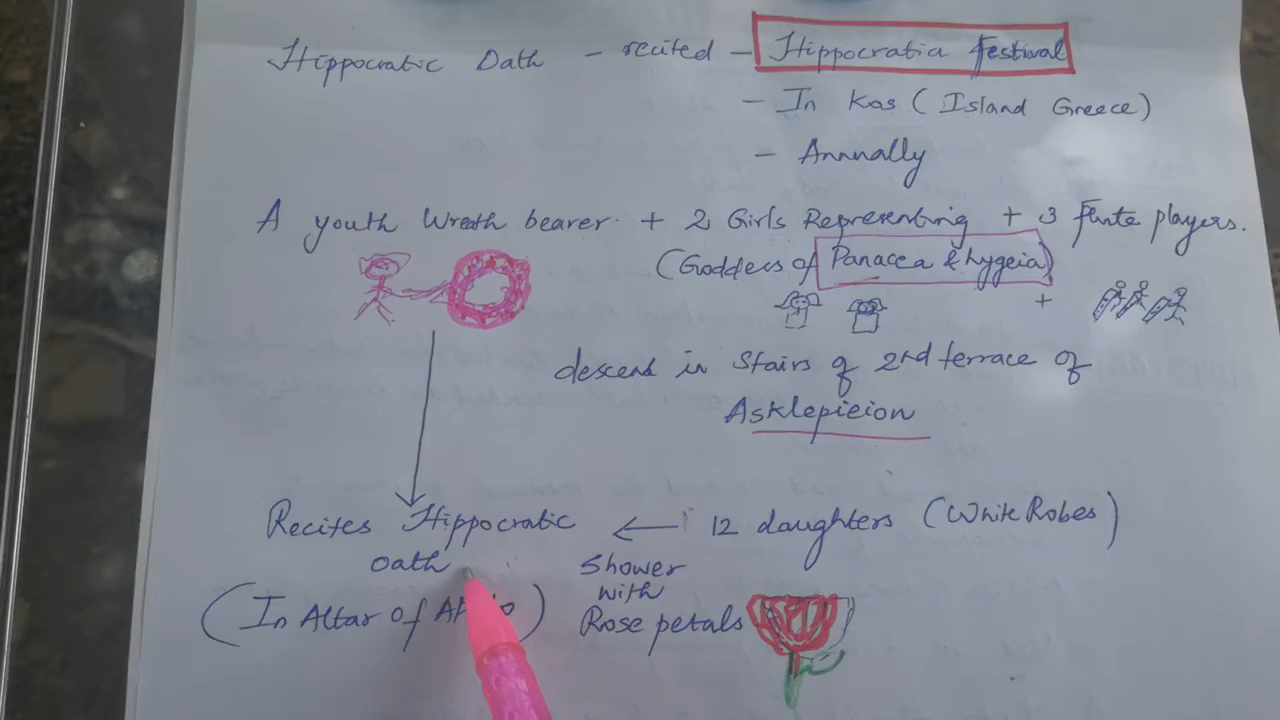 Hippocratic Oath - recited - Hippocratia Festival
- In Kos (Island Greece)
- Annually
A youth Wreath bearer + 2 Girls Representing + 3 flute players.
(Goddess of Panacea & hygeia)
+
descend in Stairs of 2nd terrace of
Asklepieion
Recites Hippocratic ← 12 daughters (White Robes)
oath
Shower
with
(In Altar of
Rose petals